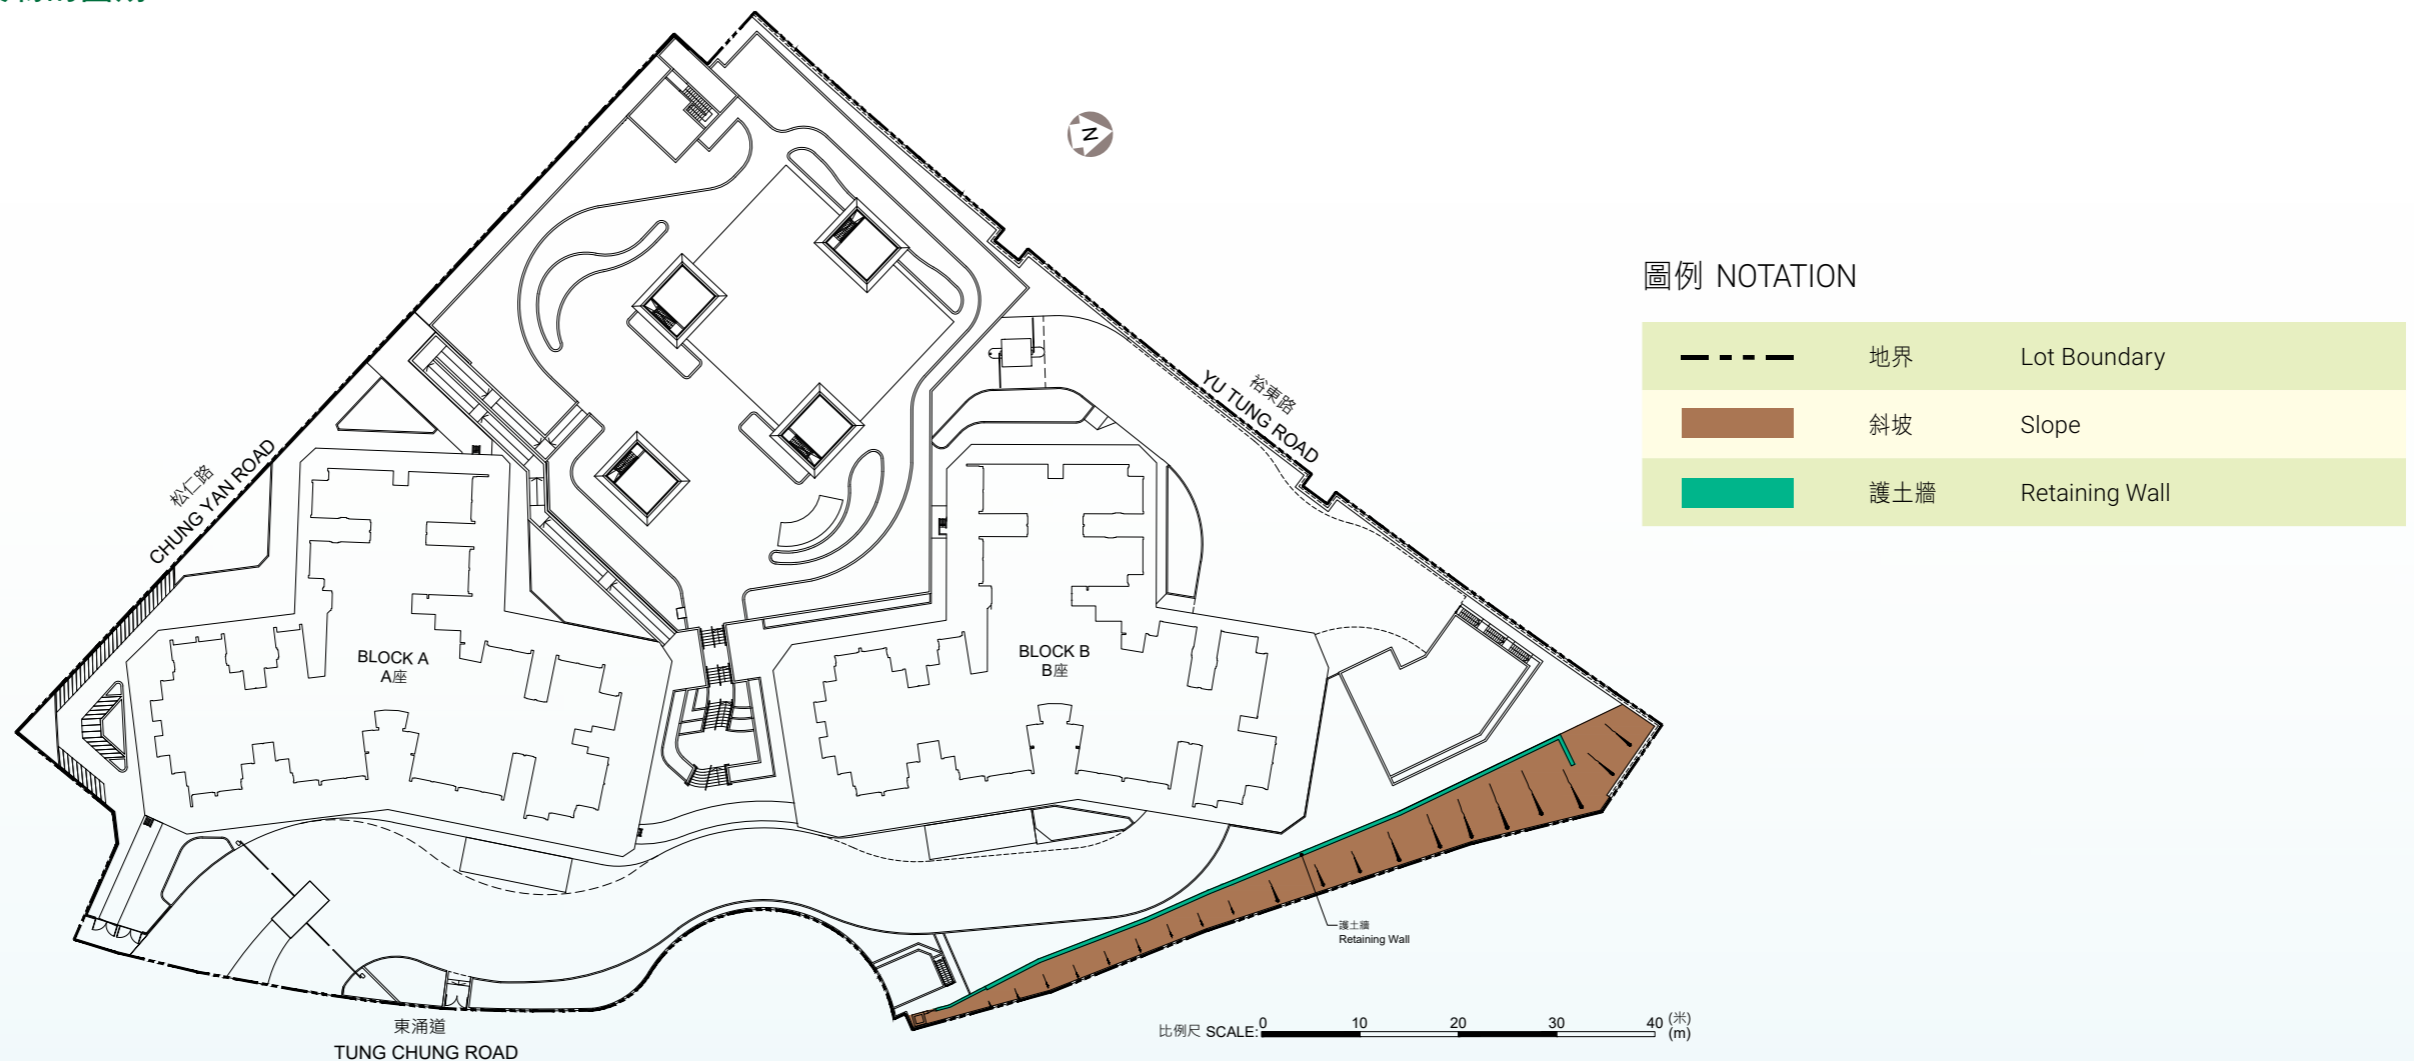 N
圖例 NOTATION
地界 Lot Boundary
斜坡 Slope
護土牆 Retaining Wall
裕東路
YU TUNG ROAD
松仁路
CHUNG YAN ROAD
BLOCK A
A座
BLOCK B
B座
護土牆
Retaining Wall
東涌道
TUNG CHUNG ROAD
比例尺 SCALE: 0 10 20 30 40 (米)
(m)